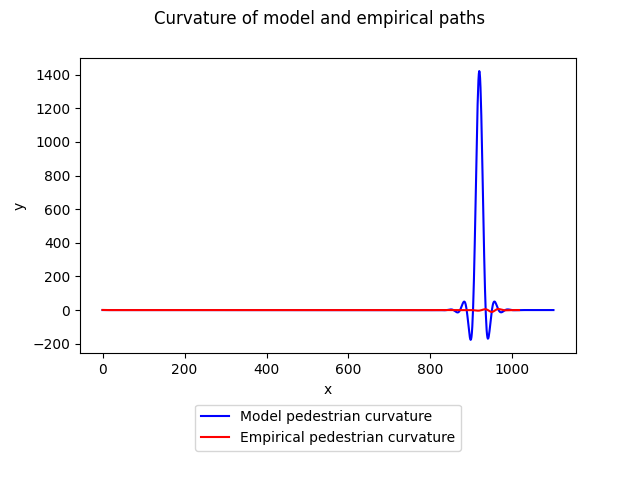 Curvature of model and empirical paths
1400
1200
1000
800
600
400
200
0
−200
y
0 200 400 600 800 1000
x
Model pedestrian curvature
Empirical pedestrian curvature